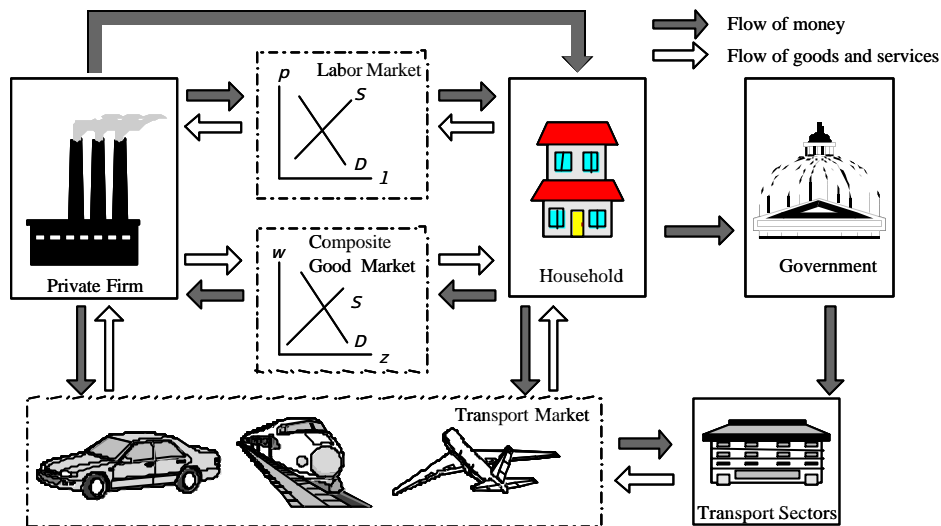 Flow of money
Flow of goods and services
Labor Market
p
S
D
l
Private Firm
Composite
Good Market
w
S
D
z
Household
Government
Transport Market
Transport Sectors